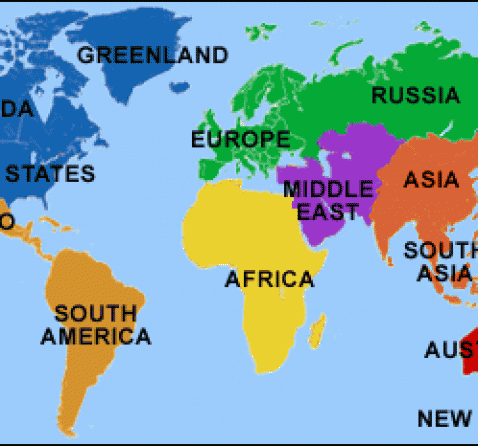 GREENLAND
DA
RUSSIA
EUROPE
STATES
MIDDLE
EAST
ASIA
O
SOUTH
ASIA
AFRICA
SOUTH
AMERICA
AUS
NEW